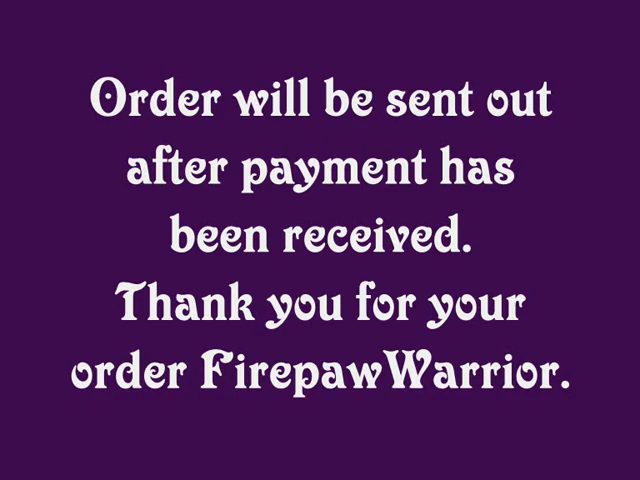 Order will be sent out
after payment has
been received.
Thank you for your
order FirepawWarrior.